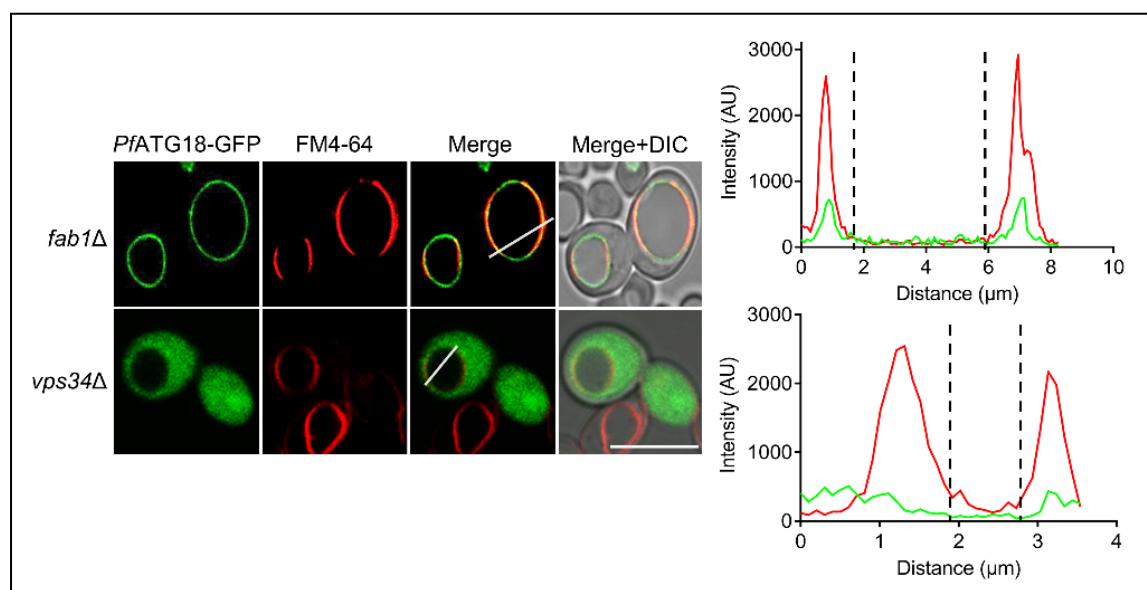 PfATG18-GFP FM4-64 Merge Merge+DIC
fab1Δ
vps34Δ
3000
2000
1000
0
Intensity (AU)
0 2 4 6 8 10
Distance (μm)
3000
2000
1000
0
Intensity (AU)
0 1 2 3 4
Distance (μm)